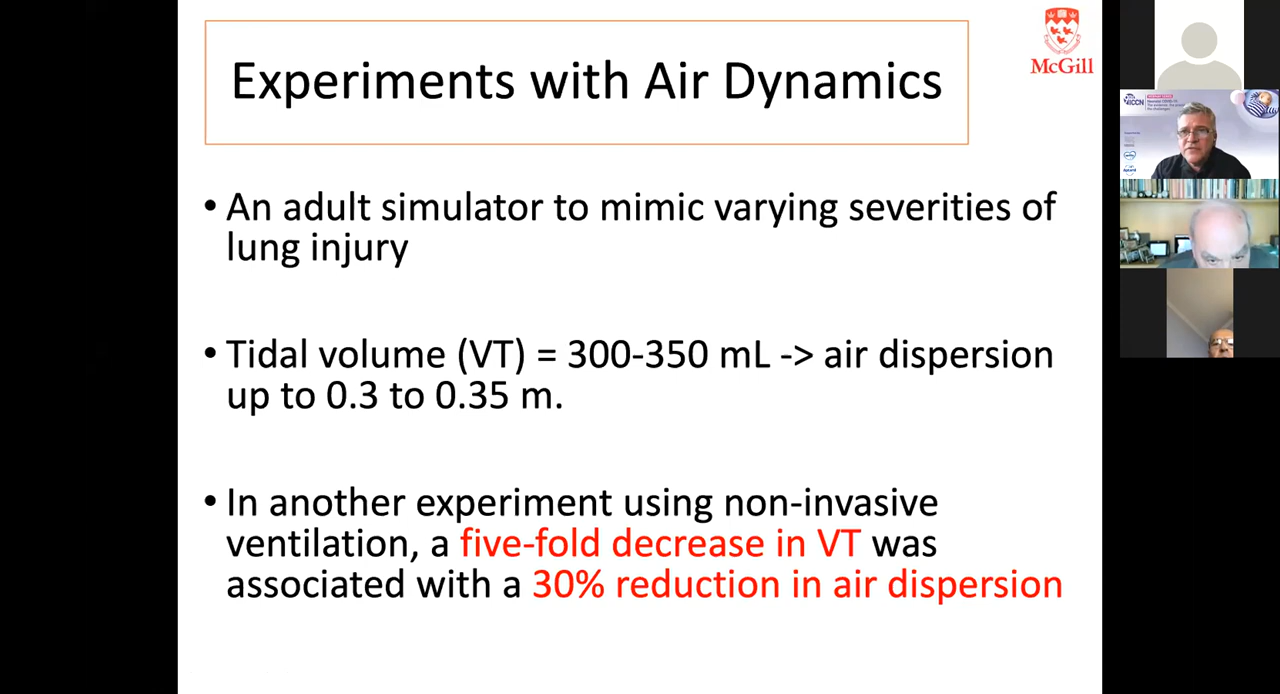 Experiments with Air Dynamics
McGill
• An adult simulator to mimic varying severities of
lung injury
• Tidal volume (VT) = 300-350 mL -> air dispersion
up to 0.3 to 0.35 m.
• In another experiment using non-invasive
ventilation, a five-fold decrease in VT was
associated with a 30% reduction in air dispersion